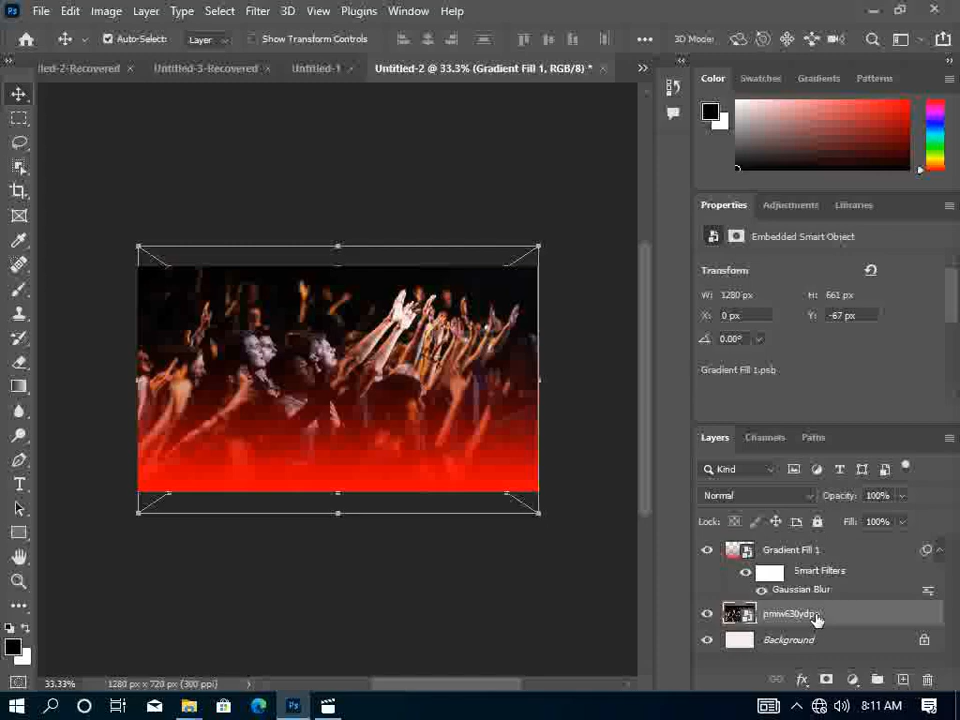 Ps File Edit Image Layer Type Select Filter 3D View Plugins Window Help
Auto-Select: Layer Show Transform Controls 3D Mode:
Untitled-3-Recovered × Untitled-1 × Untitled-2 @ 33.3% (Gradient Fill 1, RGB/8) * ×
Color Swatches Gradients Patterns
Properties Adjustments Libraries
Embedded Smart Object
Transform
W: 1280 px H: 661 px
X: 0 px Y: -67 px
0.00°
Gradient Fill 1.psb
Layers Channels Paths
Kind
Normal Opacity: 100%
Lock: Fill: 100%
Gradient Fill 1
Smart Filters
Gaussian Blur
Background
33.33% 1280 px x 720 px (300 ppi)
Ps 8:11 AM